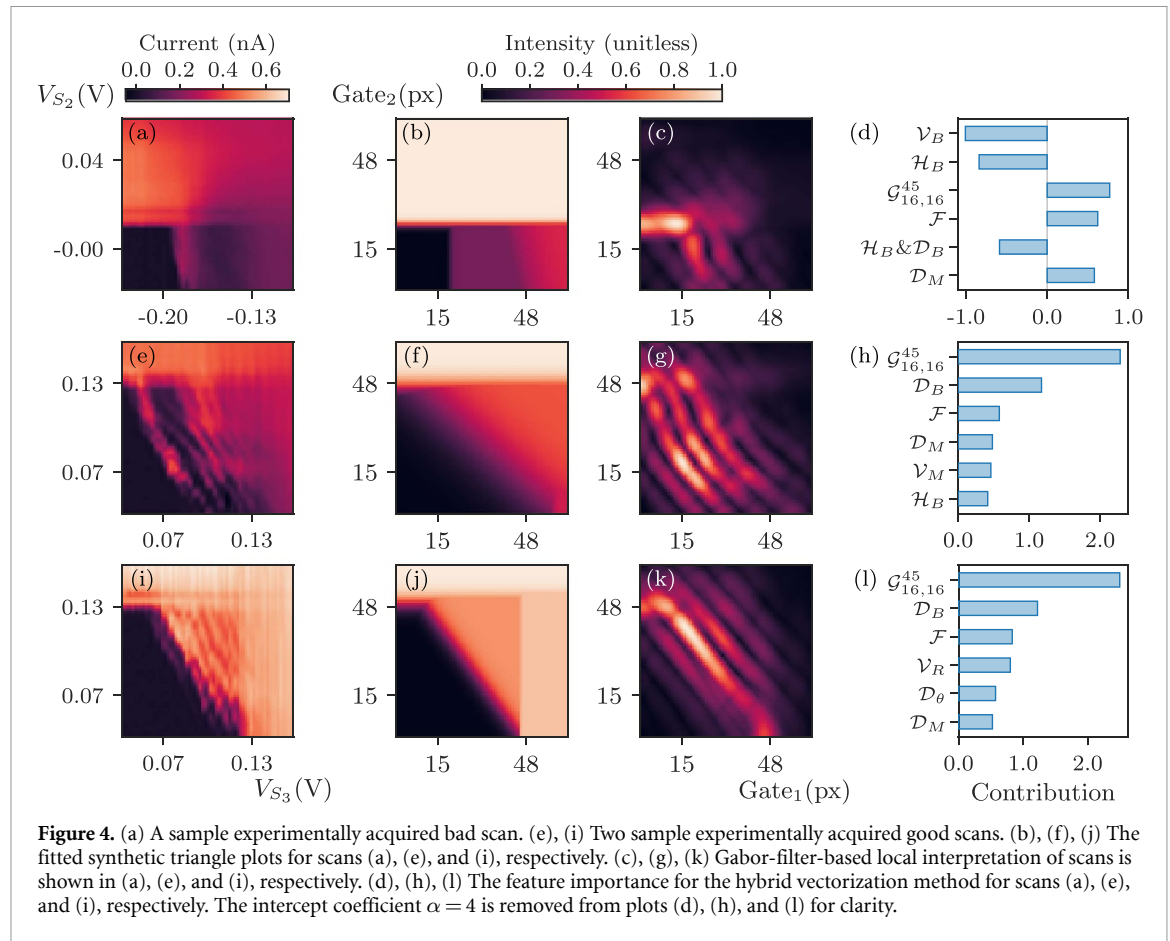 Current (nA)
0.0 0.2 0.4 0.6
Intensity (unitless)
0.0 0.2 0.4 0.6 0.8 1.0
V_{S_2}(V)
Gate_2(px)
(a)
0.04
-0.00
-0.20 -0.13
(b)
48
15
15 48
(c)
48
15
15 48
(d)
𝒱_B
ℋ_B
𝒢^{45}_{16,16}
ℱ
ℋ_B&𝒟_B
𝒟_M
-1.0 0.0 1.0
(e)
0.13
0.07
0.07 0.13
(f)
48
15
15 48
(g)
48
15
15 48
(h)
𝒢^{45}_{16,16}
𝒟_B
ℱ
𝒟_M
𝒱_M
ℋ_B
0.0 1.0 2.0
(i)
0.13
0.07
0.07 0.13
V_{S_3}(V)
(j)
48
15
15 48
(k)
48
15
15 48
Gate_1(px)
(l)
𝒢^{45}_{16,16}
𝒟_B
ℱ
𝒱_R
𝒟_θ
𝒟_M
0.0 1.0 2.0
Contribution
Figure 4. (a) A sample experimentally acquired bad scan. (e), (i) Two sample experimentally acquired good scans. (b), (f), (j) The
fitted synthetic triangle plots for scans (a), (e), and (i), respectively. (c), (g), (k) Gabor-filter-based local interpretation of scans is
shown in (a), (e), and (i), respectively. (d), (h), (l) The feature importance for the hybrid vectorization method for scans (a), (e),
and (i), respectively. The intercept coefficient α = 4 is removed from plots (d), (h), and (l) for clarity.